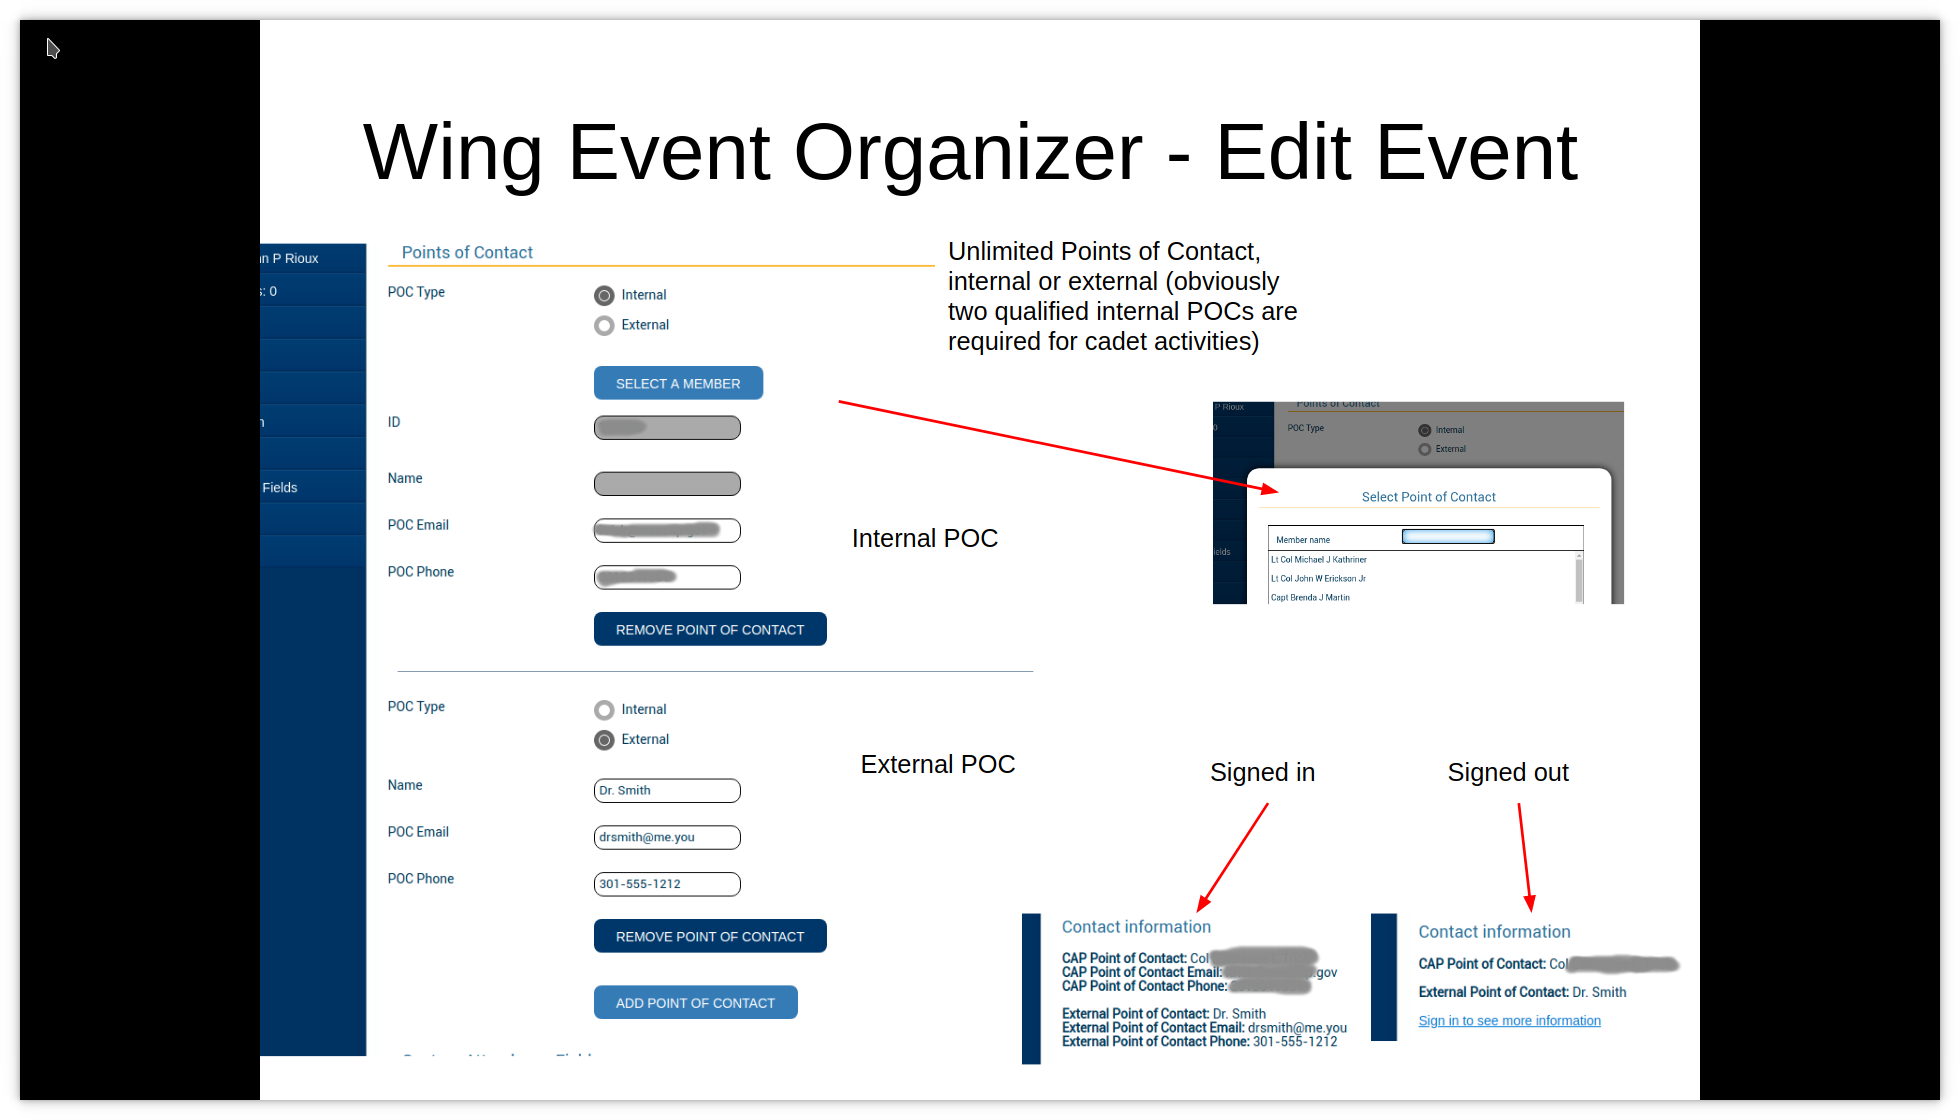 Wing Event Organizer - Edit Event
n P Rioux
s: 0
Fields
Points of Contact
POC Type
Internal
External
SELECT A MEMBER
ID
Name
POC Email
POC Phone
REMOVE POINT OF CONTACT
Unlimited Points of Contact,
internal or external (obviously
two qualified internal POCs are
required for cadet activities)
Internal POC
P Rioux
0
ields
Points of Contact
POC Type
Internal
External
Select Point of Contact
Member name
Lt Col Michael J Kathriner
Lt Col John W Erickson Jr
Capt Brenda J Martin
POC Type
Internal
External
Name
Dr. Smith
POC Email
drsmith@me.you
POC Phone
301-555-1212
REMOVE POINT OF CONTACT
ADD POINT OF CONTACT
External POC
Signed in
Contact information
CAP Point of Contact: Col
CAP Point of Contact Email: .gov
CAP Point of Contact Phone:
External Point of Contact: Dr. Smith
External Point of Contact Email: drsmith@me.you
External Point of Contact Phone: 301-555-1212
Signed out
Contact information
CAP Point of Contact: Col
External Point of Contact: Dr. Smith
Sign in to see more information